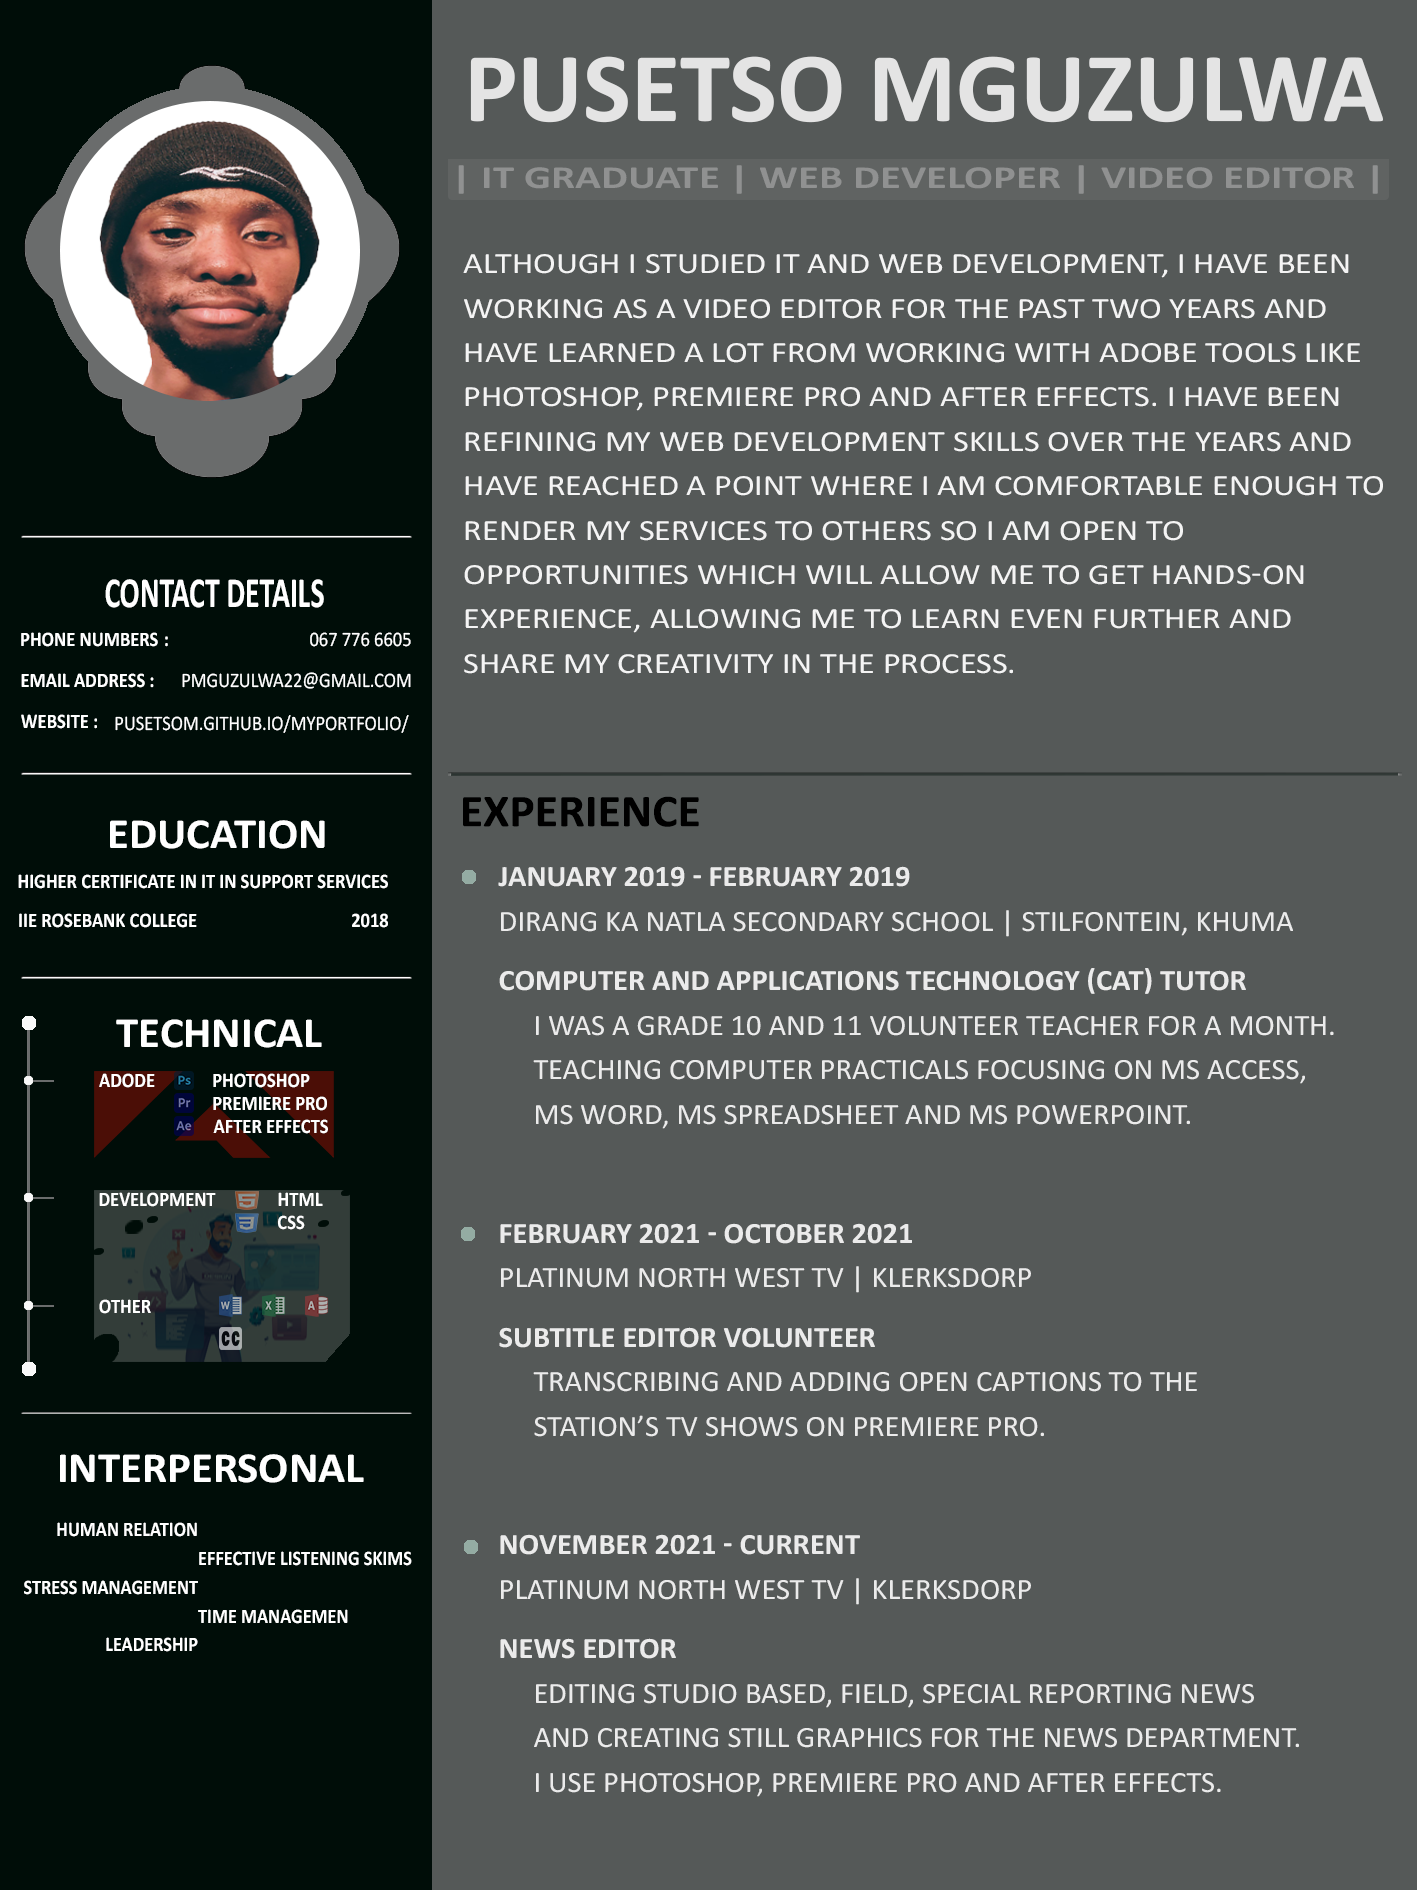 PUSETSO MGUZULWA
| IT GRADUATE | WEB DEVELOPER | VIDEO EDITOR |
ALTHOUGH I STUDIED IT AND WEB DEVELOPMENT, I HAVE BEEN
WORKING AS A VIDEO EDITOR FOR THE PAST TWO YEARS AND
HAVE LEARNED A LOT FROM WORKING WITH ADOBE TOOLS LIKE
PHOTOSHOP, PREMIERE PRO AND AFTER EFFECTS. I HAVE BEEN
REFINING MY WEB DEVELOPMENT SKILLS OVER THE YEARS AND
HAVE REACHED A POINT WHERE I AM COMFORTABLE ENOUGH TO
RENDER MY SERVICES TO OTHERS SO I AM OPEN TO
OPPORTUNITIES WHICH WILL ALLOW ME TO GET HANDS-ON
EXPERIENCE, ALLOWING ME TO LEARN EVEN FURTHER AND
SHARE MY CREATIVITY IN THE PROCESS.
CONTACT DETAILS
PHONE NUMBERS : 067 776 6605
EMAIL ADDRESS : PMGUZULWA22@GMAIL.COM
WEBSITE : PUSETSOM.GITHUB.IO/MYPORTFOLIO/
EDUCATION
HIGHER CERTIFICATE IN IT IN SUPPORT SERVICES
IIE ROSEBANK COLLEGE 2018
TECHNICAL
ADODE Ps PHOTOSHOP
Pr PREMIERE PRO
Ae AFTER EFFECTS
DEVELOPMENT 5 HTML
3 CSS
OTHER W X A
CC
INTERPERSONAL
HUMAN RELATION
EFFECTIVE LISTENING SKIMS
STRESS MANAGEMENT
TIME MANAGEMEN
LEADERSHIP
EXPERIENCE
JANUARY 2019 - FEBRUARY 2019
DIRANG KA NATLA SECONDARY SCHOOL | STILFONTEIN, KHUMA
COMPUTER AND APPLICATIONS TECHNOLOGY (CAT) TUTOR
I WAS A GRADE 10 AND 11 VOLUNTEER TEACHER FOR A MONTH.
TEACHING COMPUTER PRACTICALS FOCUSING ON MS ACCESS,
MS WORD, MS SPREADSHEET AND MS POWERPOINT.
FEBRUARY 2021 - OCTOBER 2021
PLATINUM NORTH WEST TV | KLERKSDORP
SUBTITLE EDITOR VOLUNTEER
TRANSCRIBING AND ADDING OPEN CAPTIONS TO THE
STATION’S TV SHOWS ON PREMIERE PRO.
NOVEMBER 2021 - CURRENT
PLATINUM NORTH WEST TV | KLERKSDORP
NEWS EDITOR
EDITING STUDIO BASED, FIELD, SPECIAL REPORTING NEWS
AND CREATING STILL GRAPHICS FOR THE NEWS DEPARTMENT.
I USE PHOTOSHOP, PREMIERE PRO AND AFTER EFFECTS.